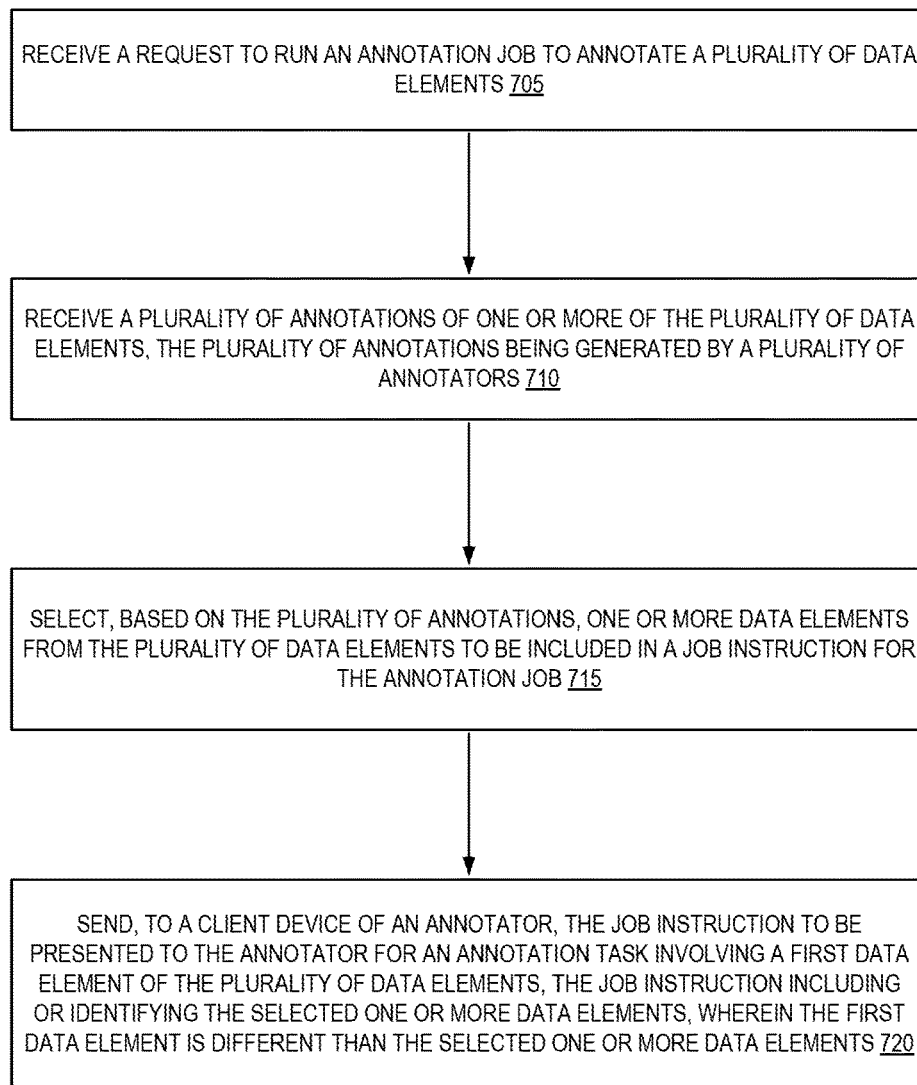 RECEIVE A REQUEST TO RUN AN ANNOTATION JOB TO ANNOTATE A PLURALITY OF DATA
ELEMENTS 705
RECEIVE A PLURALITY OF ANNOTATIONS OF ONE OR MORE OF THE PLURALITY OF DATA
ELEMENTS, THE PLURALITY OF ANNOTATIONS BEING GENERATED BY A PLURALITY OF
ANNOTATORS 710
SELECT, BASED ON THE PLURALITY OF ANNOTATIONS, ONE OR MORE DATA ELEMENTS
FROM THE PLURALITY OF DATA ELEMENTS TO BE INCLUDED IN A JOB INSTRUCTION FOR
THE ANNOTATION JOB 715
SEND, TO A CLIENT DEVICE OF AN ANNOTATOR, THE JOB INSTRUCTION TO BE
PRESENTED TO THE ANNOTATOR FOR AN ANNOTATION TASK INVOLVING A FIRST DATA
ELEMENT OF THE PLURALITY OF DATA ELEMENTS, THE JOB INSTRUCTION INCLUDING
OR IDENTIFYING THE SELECTED ONE OR MORE DATA ELEMENTS, WHEREIN THE FIRST
DATA ELEMENT IS DIFFERENT THAN THE SELECTED ONE OR MORE DATA ELEMENTS 720